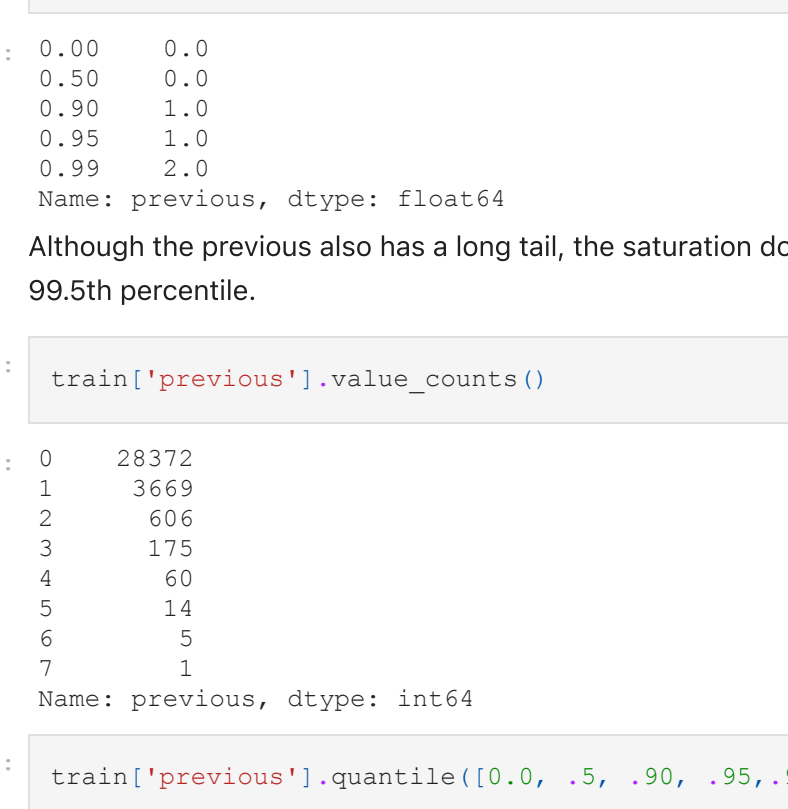 0.00    0.0
0.50    0.0
0.90    1.0
0.95    1.0
0.99    2.0
Name: previous, dtype: float64
Although the previous also has a long tail, the saturation
99.5th percentile.
train['previous'].value_counts()
0    28372
1     3669
2      606
3      175
4       60
5       14
6        5
7        1
Name: previous, dtype: int64
train['previous'].quantile([0.0, .5, .90, .95,.